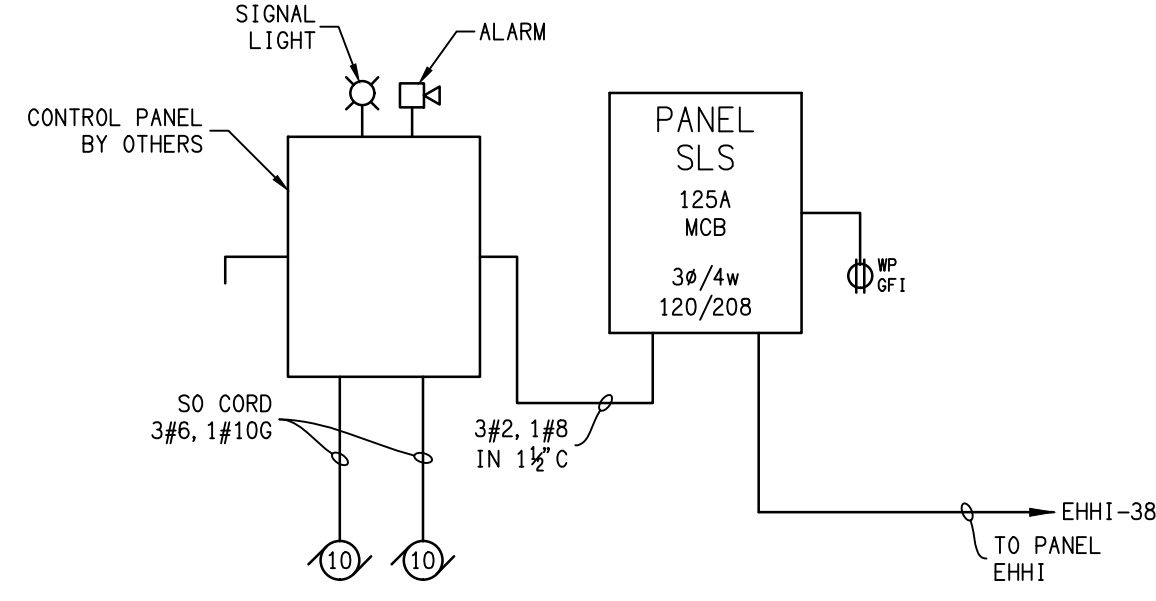 SIGNAL
LIGHT
ALARM
CONTROL PANEL
BY OTHERS
PANEL
SLS
125A
MCB
3ø/4w
120/208
WP
GFI
SO CORD
3#6, 1#10G
3#2, 1#8
IN 1½"C
10
10
EHHI-38
TO PANEL
EHHI